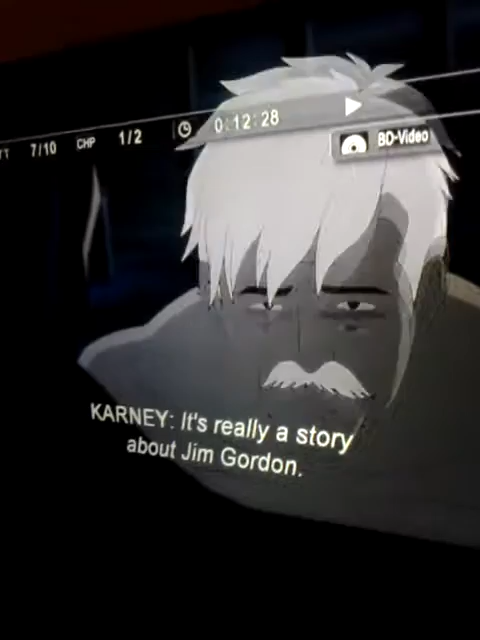 TT 7/10 CHP 1/2 0:12:28
BD-Video
KARNEY: It's really a story
about Jim Gordon.